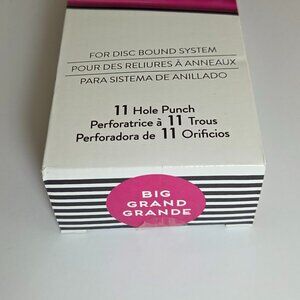 FOR DISC BOUND SYSTEM
POUR DES RELIURES À ANNEAUX
PARA SISTEMA DE ANILLADO
11 Hole Punch
Perforatrice à 11 Trous
Perforadora de 11 Orificios
BIG
GRAND
GRANDE